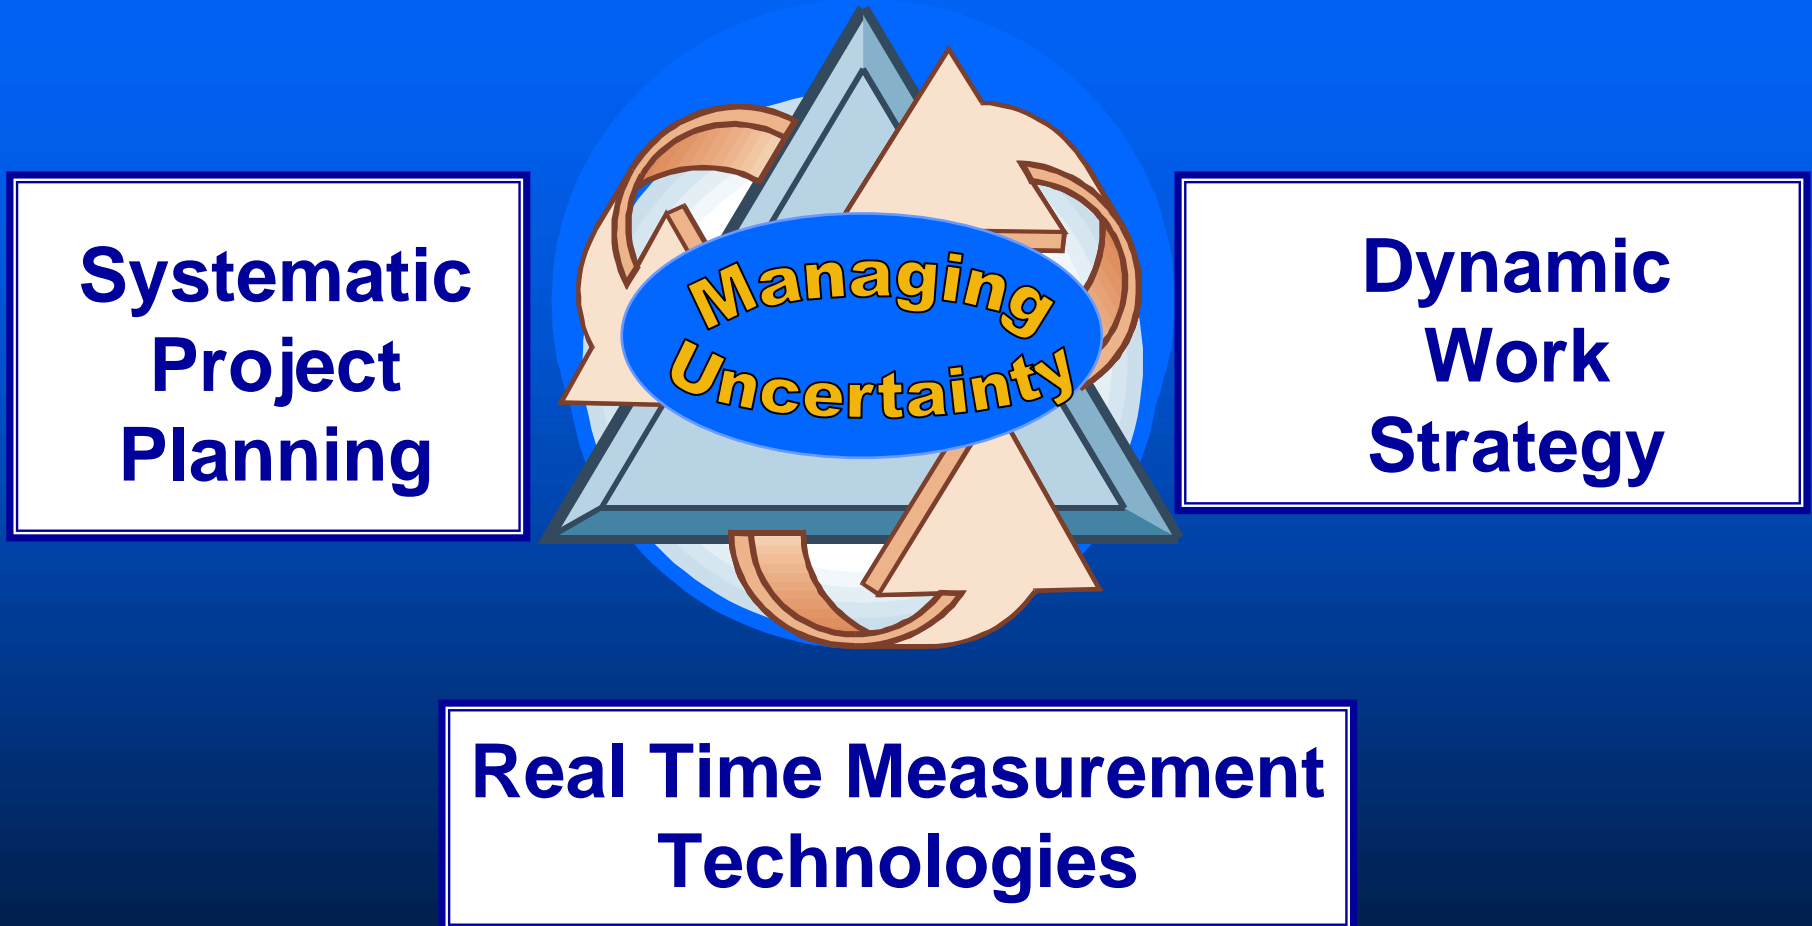 Systematic
Project
Planning
Managing
Uncertainty
Dynamic
Work
Strategy
Real Time Measurement
Technologies